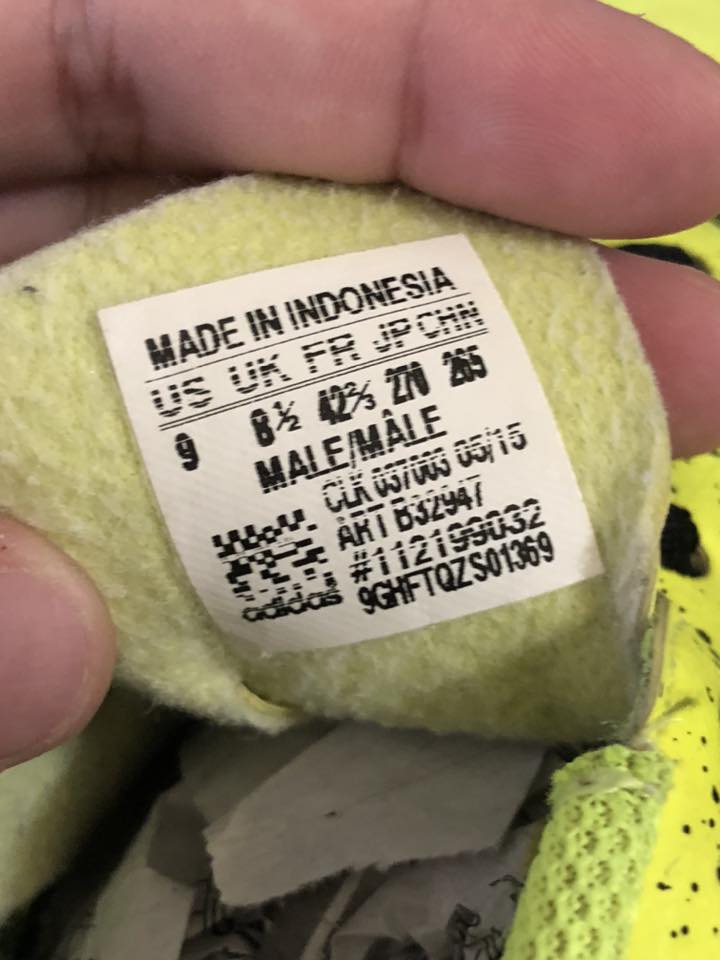 MADE IN INDONESIA
US UK FR JP CHN
9 8½ 42⅔ 270 265
MALE/MÂLE
CLK 037003 05/15
ART B32947
#112199032
9GHFTQZS01369
adidas